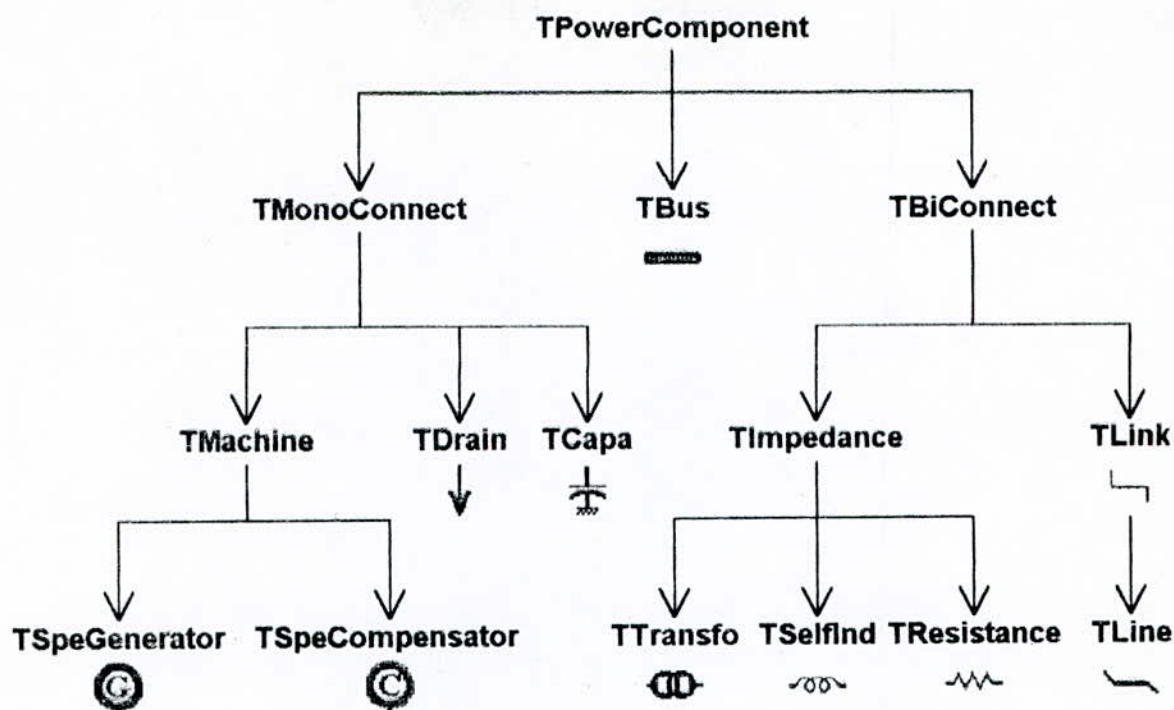 TPowerComponent
TMonoConnect TBus TBiConnect
TMachine TDrain TCapa TImpedance TLink
TSpeGenerator TSpeCompensator TTransfo TSelfInd TResistance TLine
G C